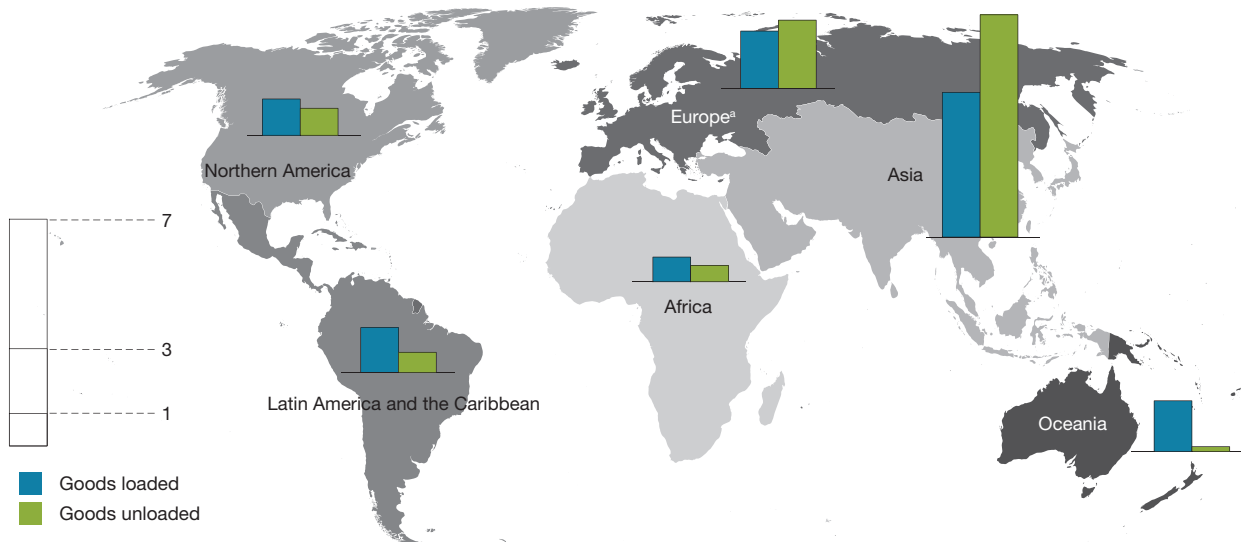 Europeᵃ
Northern America
Asia
7
Africa
3
Latin America and the Caribbean
1
Oceania
Goods loaded
Goods unloaded